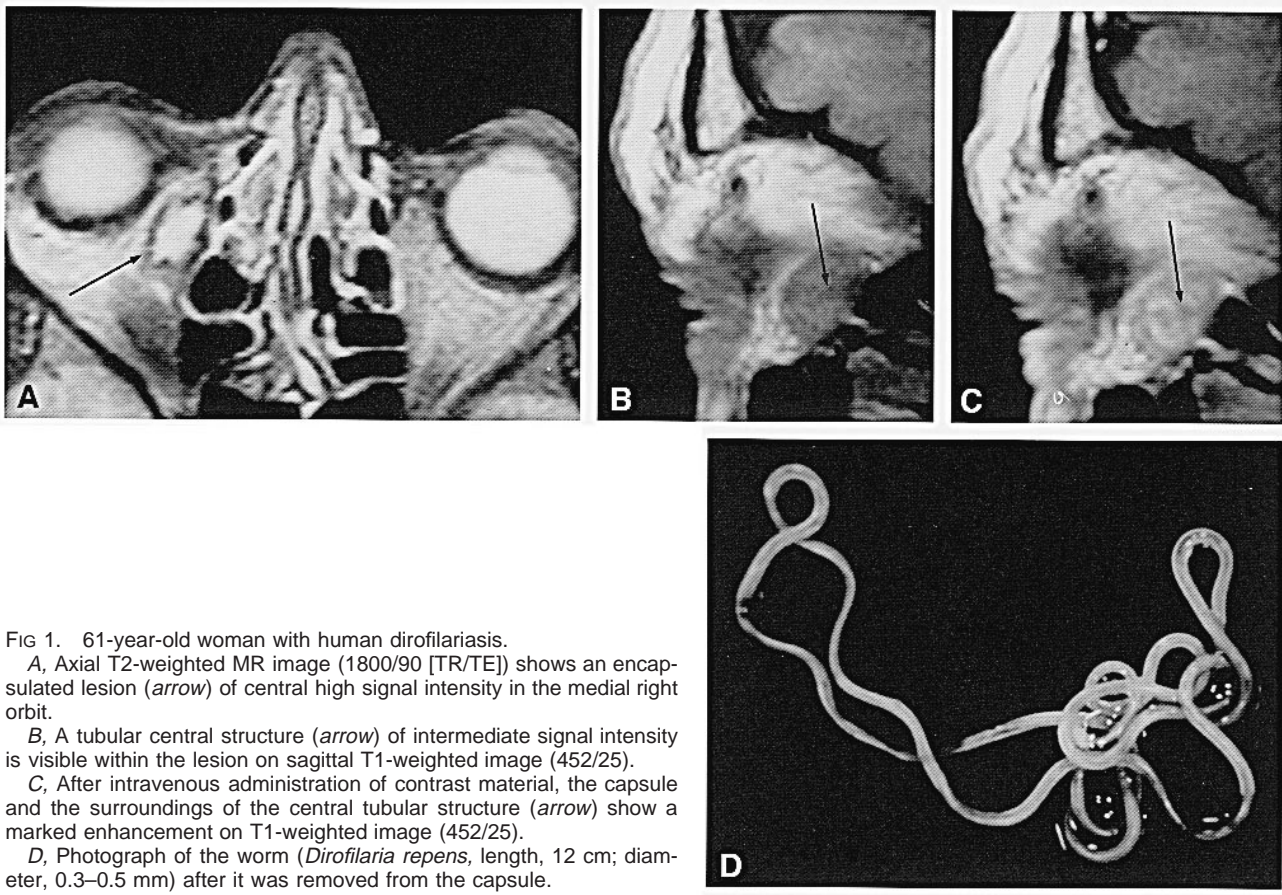 A
B
C
D
FIG 1. 61-year-old woman with human dirofilariasis.
A, Axial T2-weighted MR image (1800/90 [TR/TE]) shows an encap-
sulated lesion (arrow) of central high signal intensity in the medial right
orbit.
B, A tubular central structure (arrow) of intermediate signal intensity
is visible within the lesion on sagittal T1-weighted image (452/25).
C, After intravenous administration of contrast material, the capsule
and the surroundings of the central tubular structure (arrow) show a
marked enhancement on T1-weighted image (452/25).
D, Photograph of the worm (Dirofilaria repens, length, 12 cm; diam-
eter, 0.3–0.5 mm) after it was removed from the capsule.